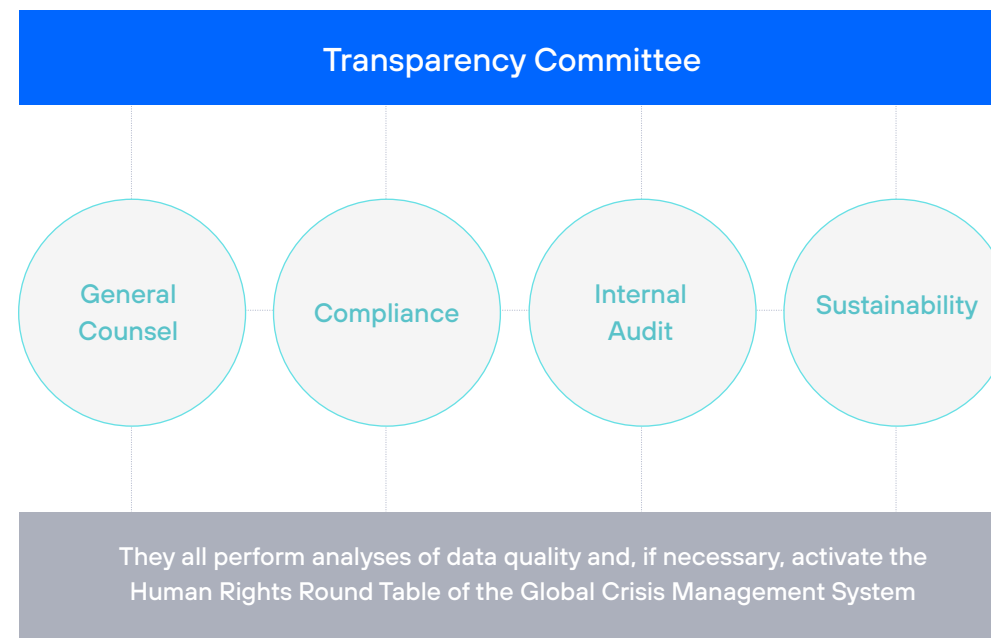 Transparency Committee
General
Counsel
Compliance
Internal
Audit
Sustainability
They all perform analyses of data quality and, if necessary, activate the
Human Rights Round Table of the Global Crisis Management System